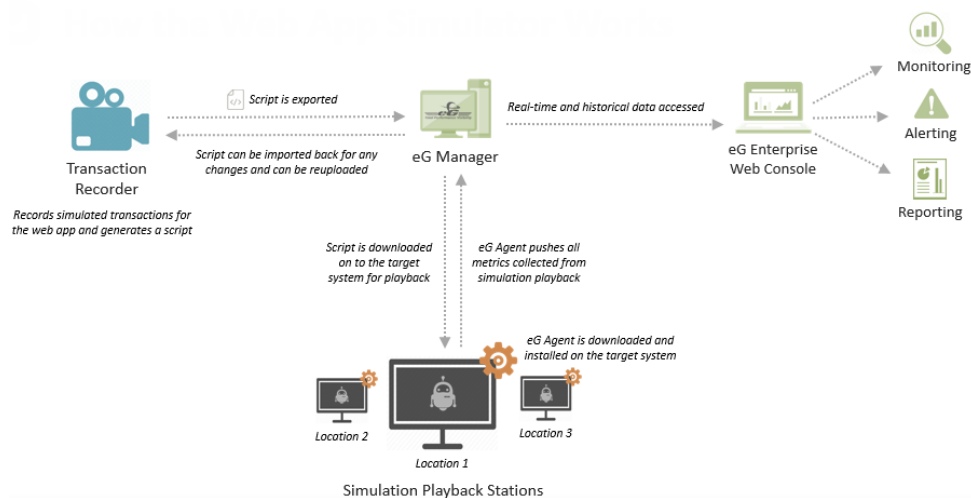 Monitoring
Script is exported
Real-time and historical data accessed
eG
Alerting
Script can be imported back for any
changes and can be reuploaded
eG Manager
eG Enterprise
Web Console
Transaction
Recorder
Reporting
Records simulated transactions for
the web app and generates a script
Script is downloaded
on to the target
system for playback
eG Agent pushes all
metrics collected from
simulation playback
eG Agent is downloaded and
installed on the target system
Location 2
Location 3
Location 1
Simulation Playback Stations